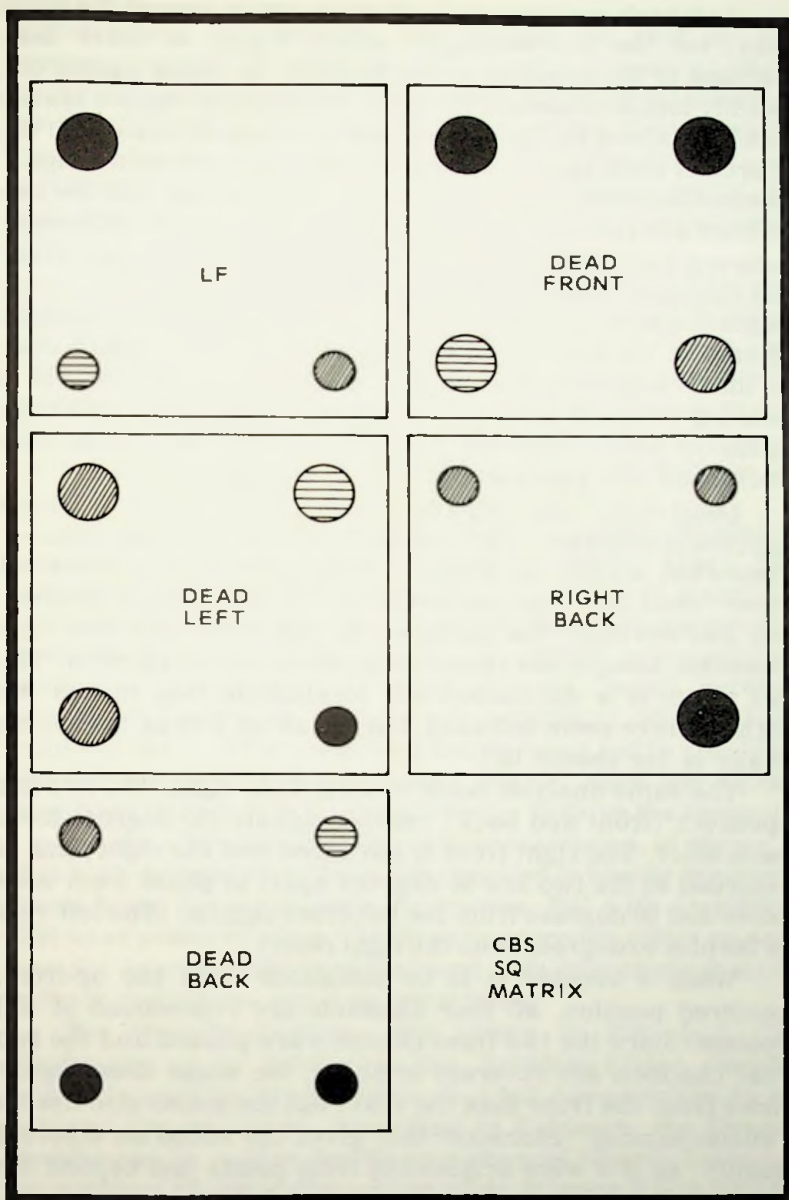 LF
DEAD
FRONT
DEAD
LEFT
RIGHT
BACK
DEAD
BACK
CBS
SQ
MATRIX